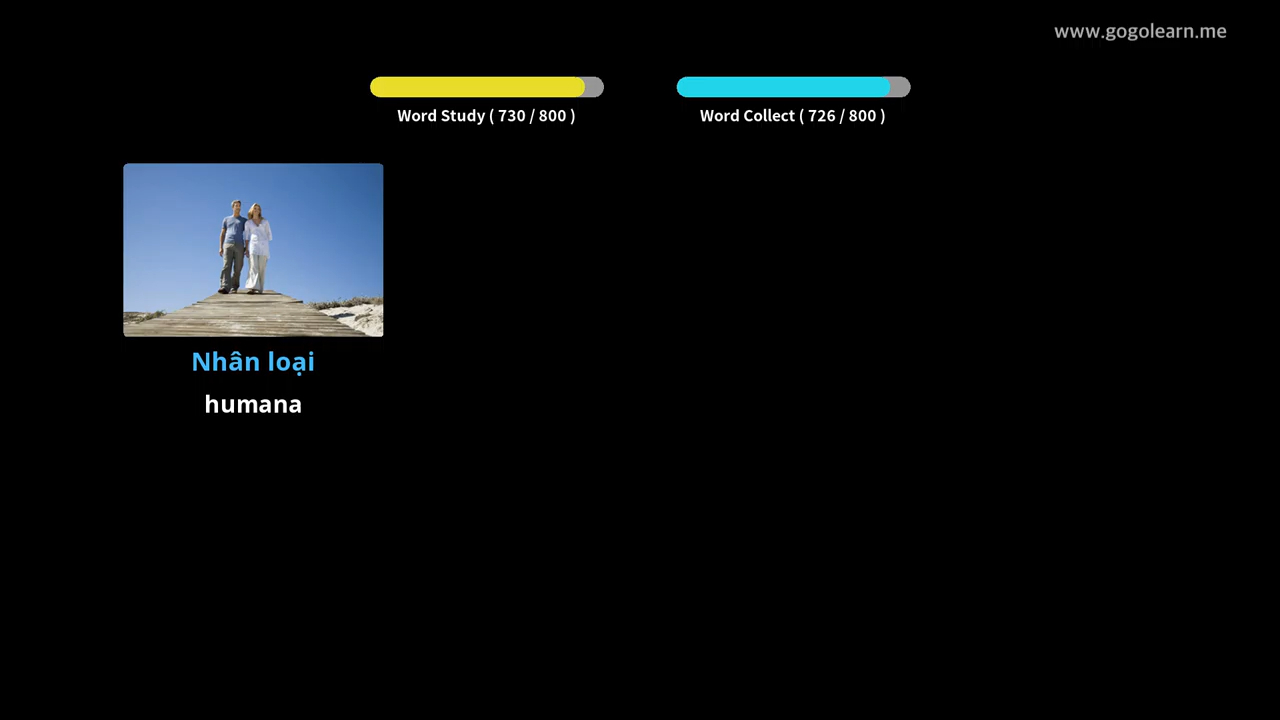 www.gogolearn.me
Word Study ( 730 / 800 )
Word Collect ( 726 / 800 )
Nhân loại
humana